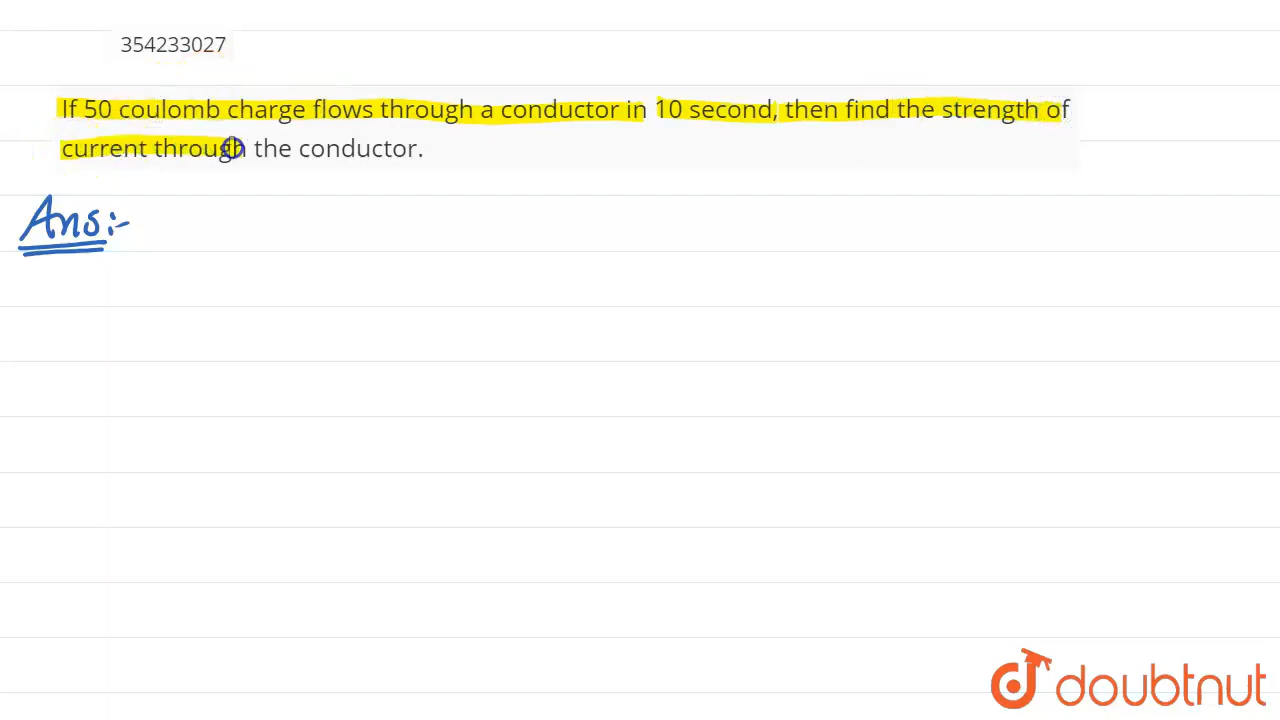 354233027
If 50 coulomb charge flows through a conductor in 10 second, then find the strength of
current through the conductor.
Ans:-
doubtnut